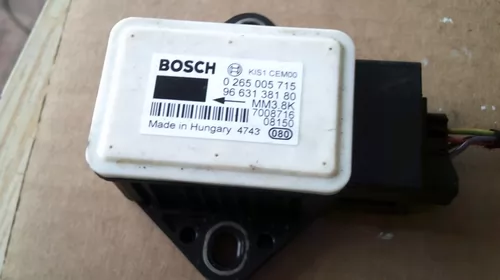 BOSCH KIS1 CEM00
0 265 005 715
96 631 381 80
MM3.8K
7008716
08150
Made in Hungary 4743 080